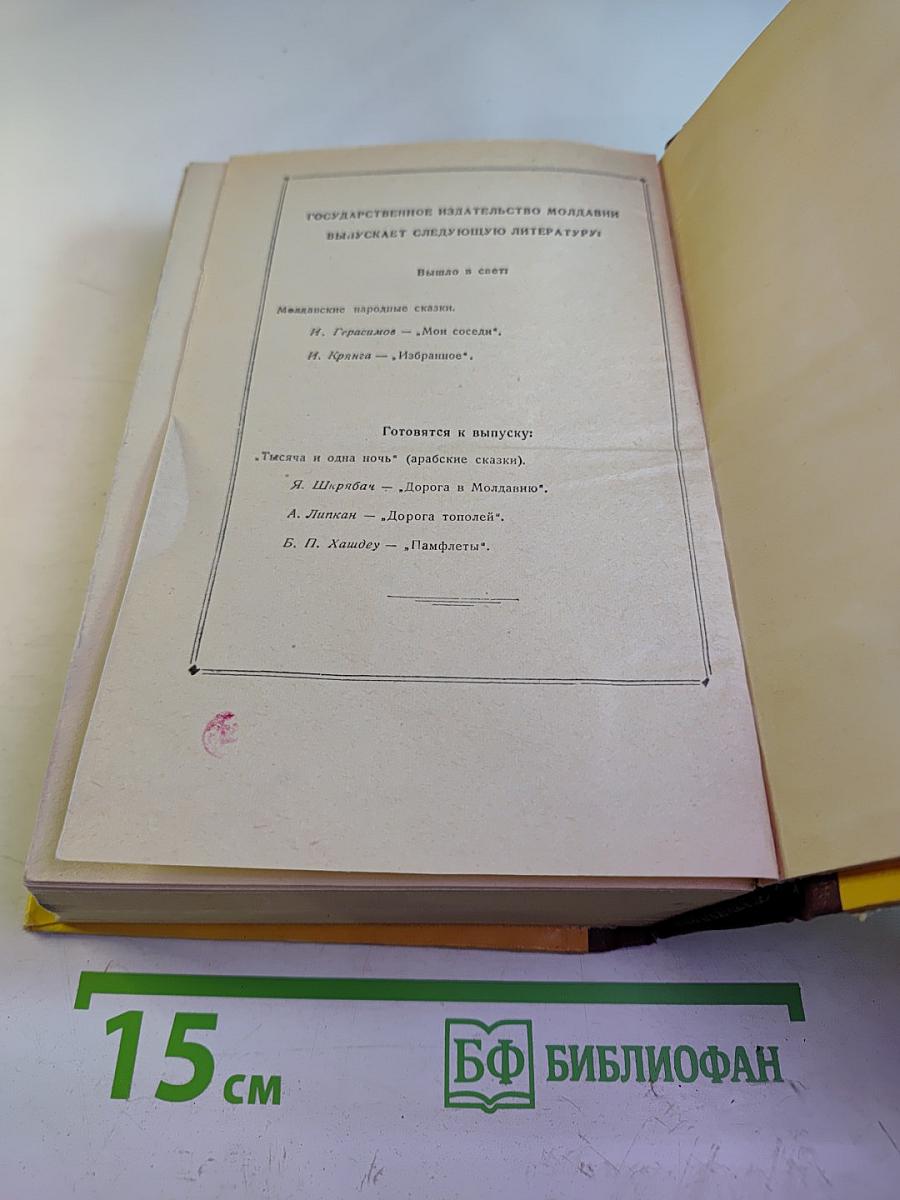 ГОСУДАРСТВЕННОЕ ИЗДАТЕЛЬСТВО МОЛДАВИИ
ВЫПУСКАЕТ СЛЕДУЮЩУЮ ЛИТЕРАТУРУ:
Вышло в свет:
Молдавские народные сказки.
И. Герасимов — „Мои соседи“.
И. Крянгэ — „Избранное“.
Готовятся к выпуску:
„Тысяча и одна ночь“ (арабские сказки).
Я. Шкрябач — „Дорога в Молдавию“.
А. Липкан — „Дорога тополей“.
Б. П. Хашдеу — „Памфлеты“.
15 см
БФ БИБЛИОФАН